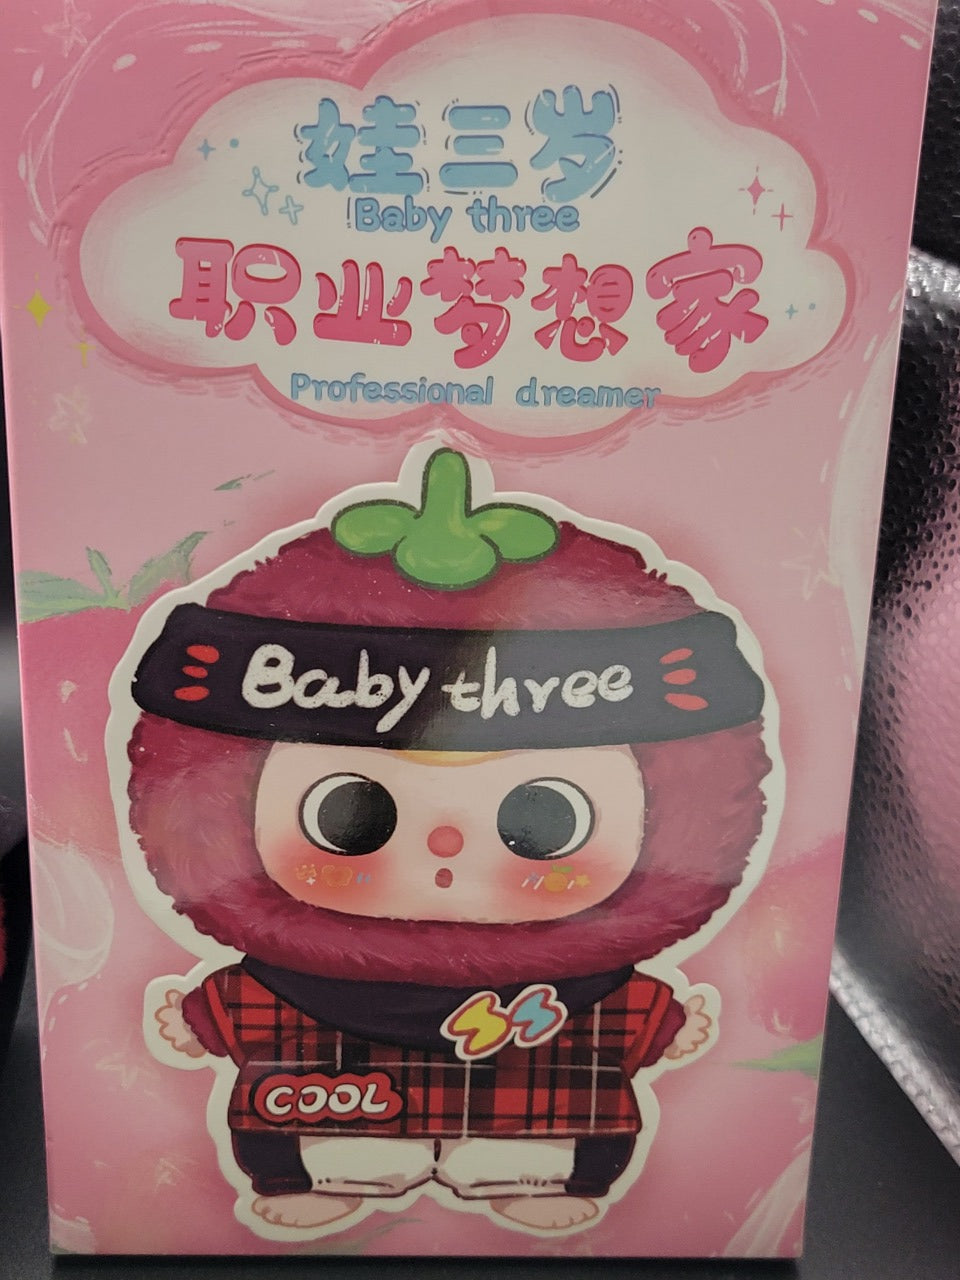 娃三岁
Baby three
职业梦想家
Professional dreamer
Baby three
COOL